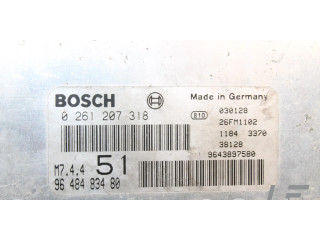 BOSCH
Made in Germany
0 261 207 318
e10
030128
26FM1102
1184 3370
38128
9643897580
M7.4.4 51
96 484 834 80